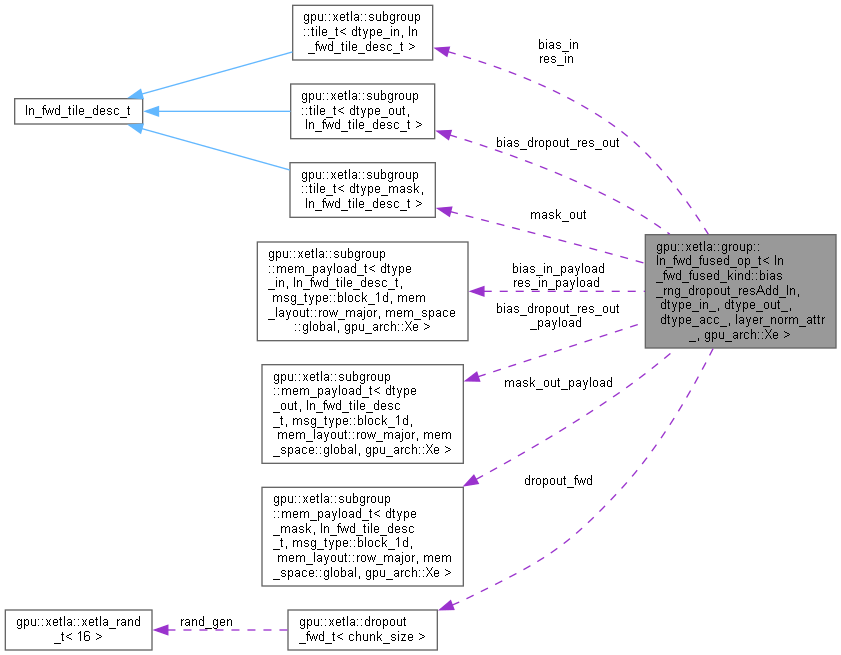 gpu::xetla::subgroup
::tile_t< dtype_in, ln
_fwd_tile_desc_t >
bias_in
res_in
ln_fwd_tile_desc_t
gpu::xetla::subgroup
::tile_t< dtype_out,
ln_fwd_tile_desc_t >
bias_dropout_res_out
gpu::xetla::subgroup
::tile_t< dtype_mask,
ln_fwd_tile_desc_t >
mask_out
gpu::xetla::group::
ln_fwd_fused_op_t< ln
_fwd_fused_kind::bias
_rng_dropout_resAdd_ln,
dtype_in_, dtype_out_,
dtype_acc_, layer_norm_attr
_, gpu_arch::Xe >
gpu::xetla::subgroup
::mem_payload_t< dtype
_in, ln_fwd_tile_desc_t,
msg_type::block_1d, mem
_layout::row_major, mem_space
::global, gpu_arch::Xe >
bias_in_payload
res_in_payload
bias_dropout_res_out
_payload
gpu::xetla::subgroup
::mem_payload_t< dtype
_out, ln_fwd_tile_desc
_t, msg_type::block_1d,
mem_layout::row_major, mem
_space::global, gpu_arch::Xe >
mask_out_payload
gpu::xetla::subgroup
::mem_payload_t< dtype
_mask, ln_fwd_tile_desc
_t, msg_type::block_1d,
mem_layout::row_major, mem
_space::global, gpu_arch::Xe >
dropout_fwd
gpu::xetla::xetla_rand
_t< 16 >
rand_gen
gpu::xetla::dropout
_fwd_t< chunk_size >